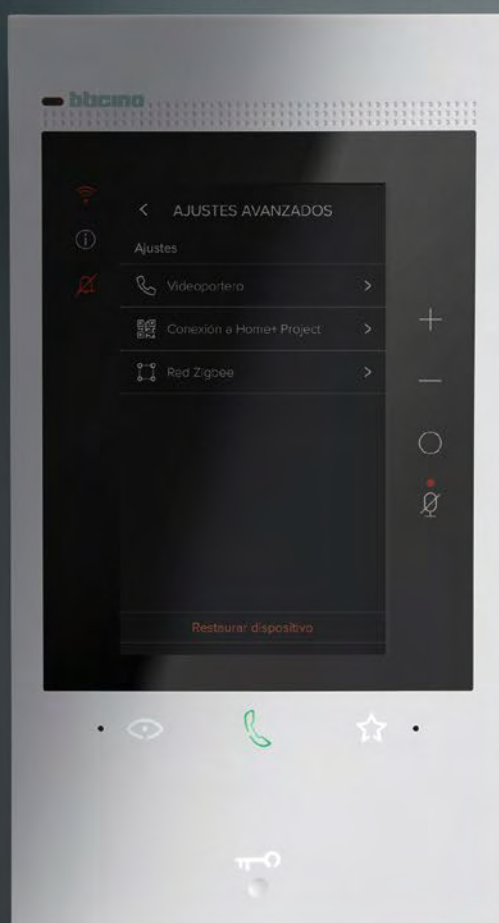 bticino
AJUSTES AVANZADOS
Ajustes
Videoportero
Conexión a Home+ Project
Red Zigbee
Restaurar dispositivo